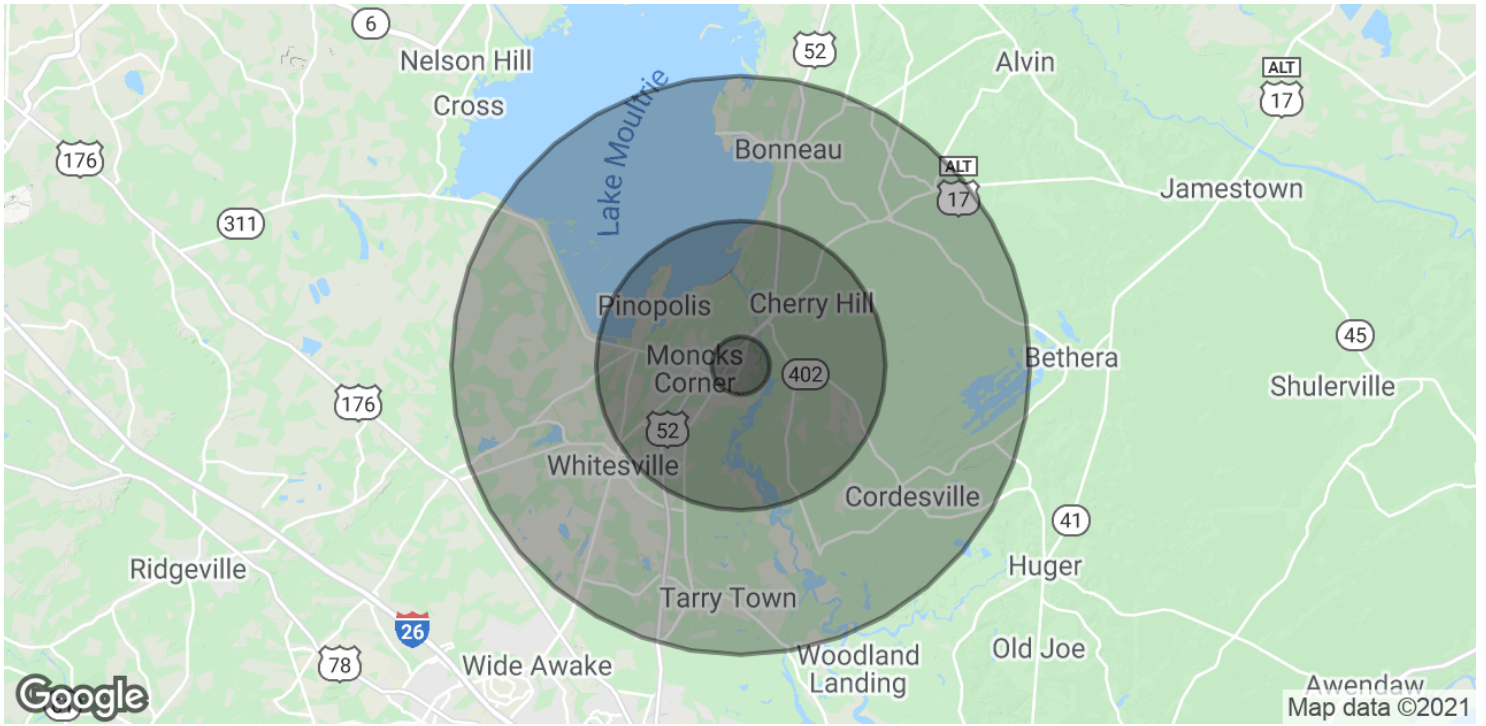 6
Nelson Hill
52
Alvin
ALT
17
Cross
Lake Moultrie
176
Bonneau
ALT
17
Jamestown
311
Pinopolis
Cherry Hill
45
Moncks
Corner
402
Bethera
Shulerville
176
52
Whitesville
Cordesville
41
Ridgeville
Huger
Tarry Town
26
78
Wide Awake
Woodland
Landing
Old Joe
Awendaw
Google
Map data ©2021